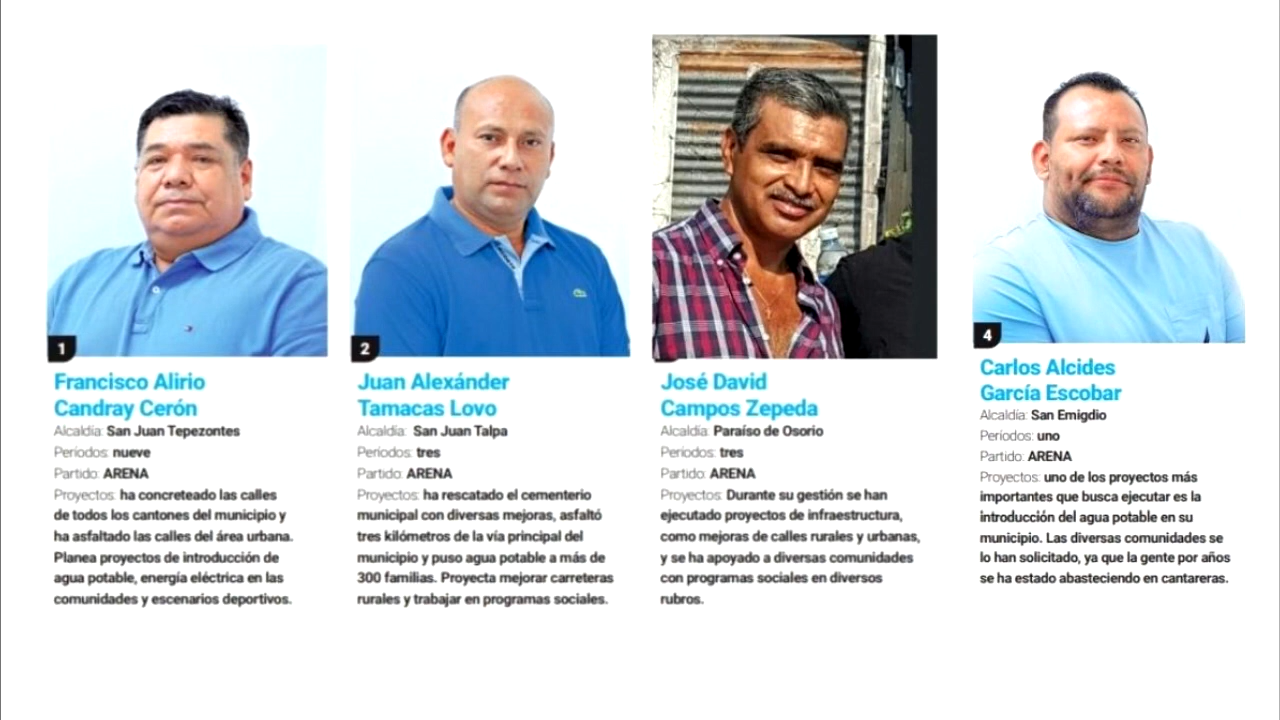 1
Francisco Alirio
Candray Cerón
Alcaldía: San Juan Tepezontes
Períodos: nueve
Partido: ARENA
Proyectos: ha concreteado las calles
de todos los cantones del municipio y
ha asfaltado las calles del área urbana.
Planea proyectos de introducción de
agua potable, energía eléctrica en las
comunidades y escenarios deportivos.
2
Juan Alexánder
Tamacas Lovo
Alcaldía: San Juan Talpa
Períodos: tres
Partido: ARENA
Proyectos: ha rescatado el cementerio
municipal con diversas mejoras, asfaltó
tres kilómetros de la vía principal del
municipio y puso agua potable a más de
300 familias. Proyecta mejorar carreteras
rurales y trabajar en programas sociales.
José David
Campos Zepeda
Alcaldía: Paraíso de Osorio
Períodos: tres
Partido: ARENA
Proyectos: Durante su gestión se han
ejecutado proyectos de infraestructura,
como mejoras de calles rurales y urbanas,
y se ha apoyado a diversas comunidades
con programas sociales en diversos
rubros.
4
Carlos Alcides
García Escobar
Alcaldía: San Emigdio
Períodos: uno
Partido: ARENA
Proyectos: uno de los proyectos más
importantes que busca ejecutar es la
introducción del agua potable en su
municipio. Las diversas comunidades se
lo han solicitado, ya que la gente por años
se ha estado abasteciendo en cantareras.